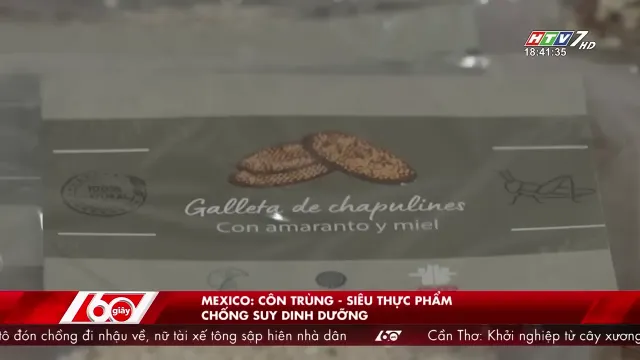 HTV7 HD
18:41:35
Galleta de chapulines
Con amaranto y miel
60 giây
MEXICO: CÔN TRÙNG - SIÊU THỰC PHẨM
CHỐNG SUY DINH DƯỠNG
tô đón chồng đi nhậu về, nữ tài xế tông sập hiên nhà dân 60 Cần Thơ: Khởi nghiệp từ cây xương